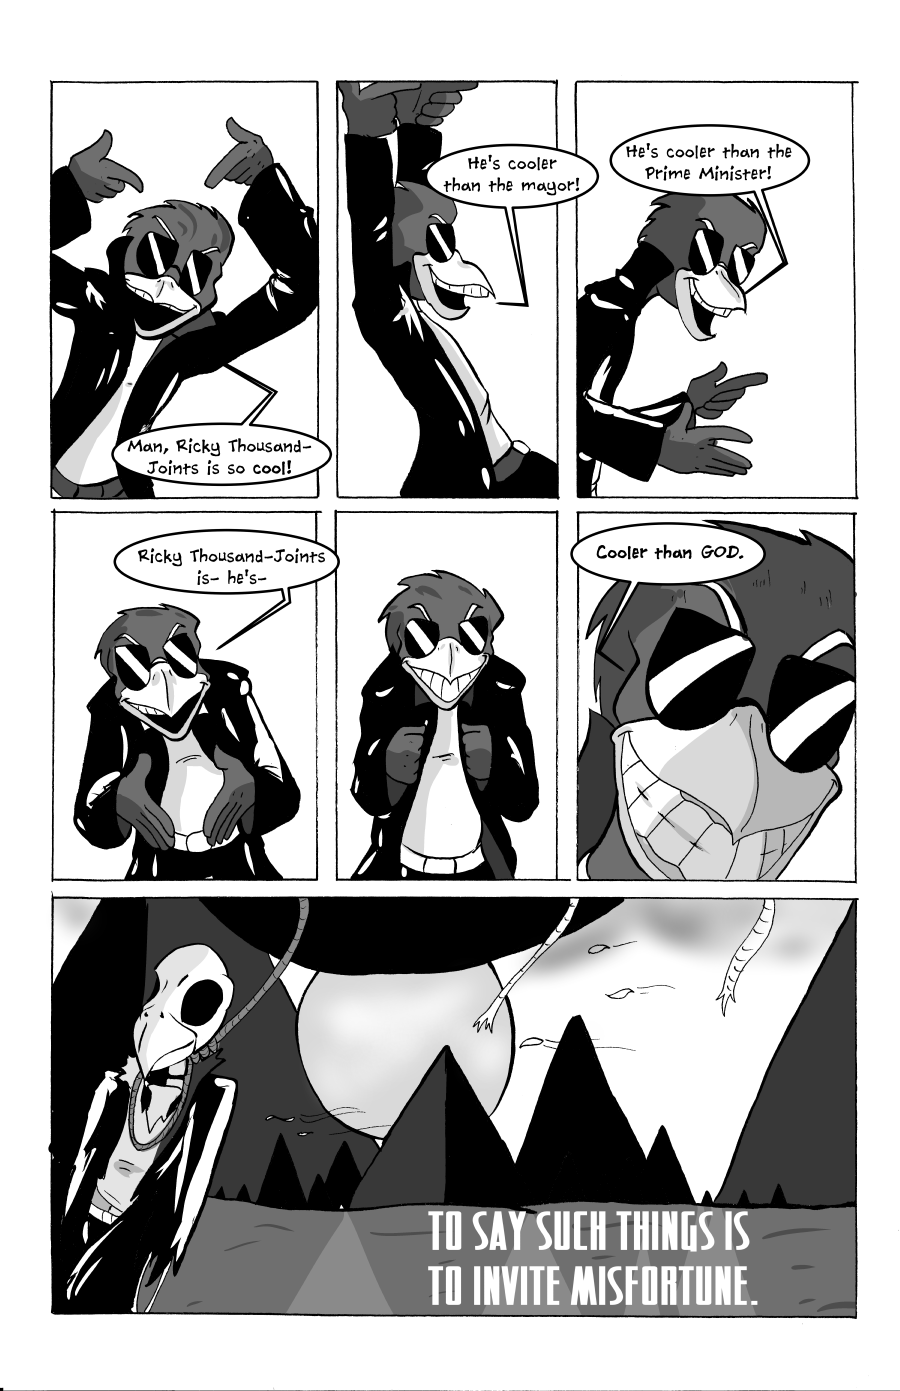 Man, Ricky Thousand-
Joints is so cool!
He's cooler
than the mayor!
He's cooler than the
Prime Minister!
Ricky Thousand-Joints
is- he's-
Cooler than GOD.
TO SAY SUCH THINGS IS
TO INVITE MISFORTUNE.